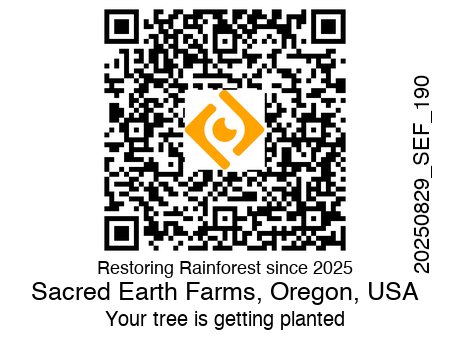 Restoring Rainforest since 2025
Sacred Earth Farms, Oregon, USA
Your tree is getting planted
20250829_SEF_190